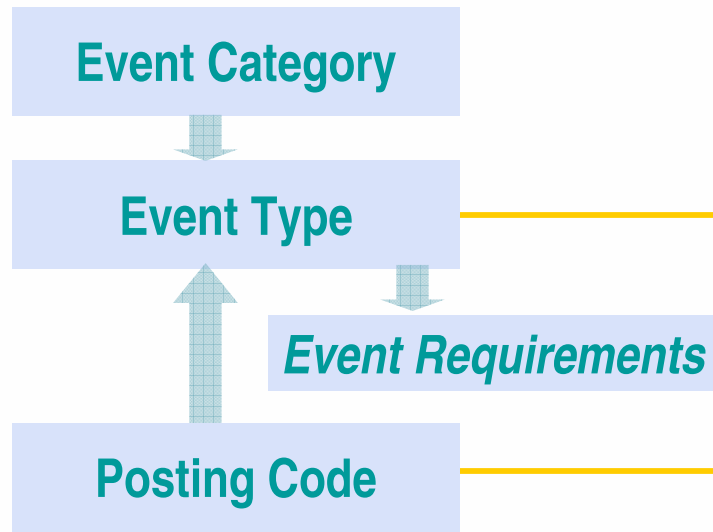 Event Category
Event Type
Event Requirements
Posting Code